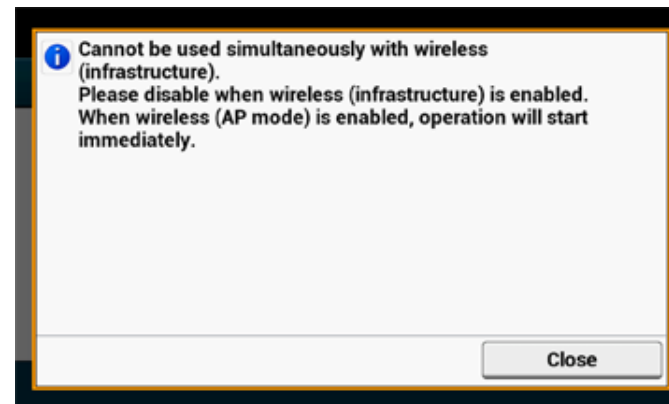 Cannot be used simultaneously with wireless
(infrastructure).
Please disable when wireless (infrastructure) is enabled.
When wireless (AP mode) is enabled, operation will start
immediately.
Close